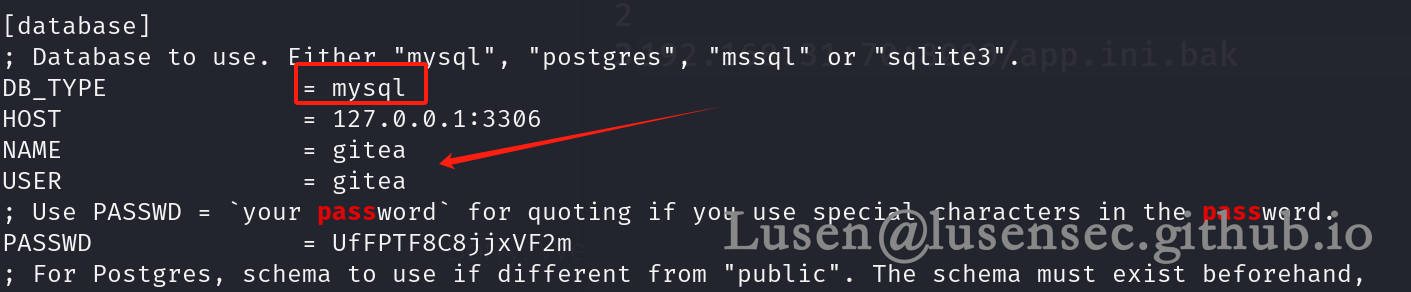 [database]
; Database to use. Either "mysql", "postgres", "mssql" or "sqlite3".
DB_TYPE = mysql
HOST = 127.0.0.1:3306
NAME = gitea
USER = gitea
; Use PASSWD = `your password` for quoting if you use special characters in the password.
PASSWD = UfFPTF8C8jjxVF2m
; For Postgres, schema to use if different from "public". The schema must exist beforehand,
2
/app.ini.bak
Lusen@lusensec.github.io